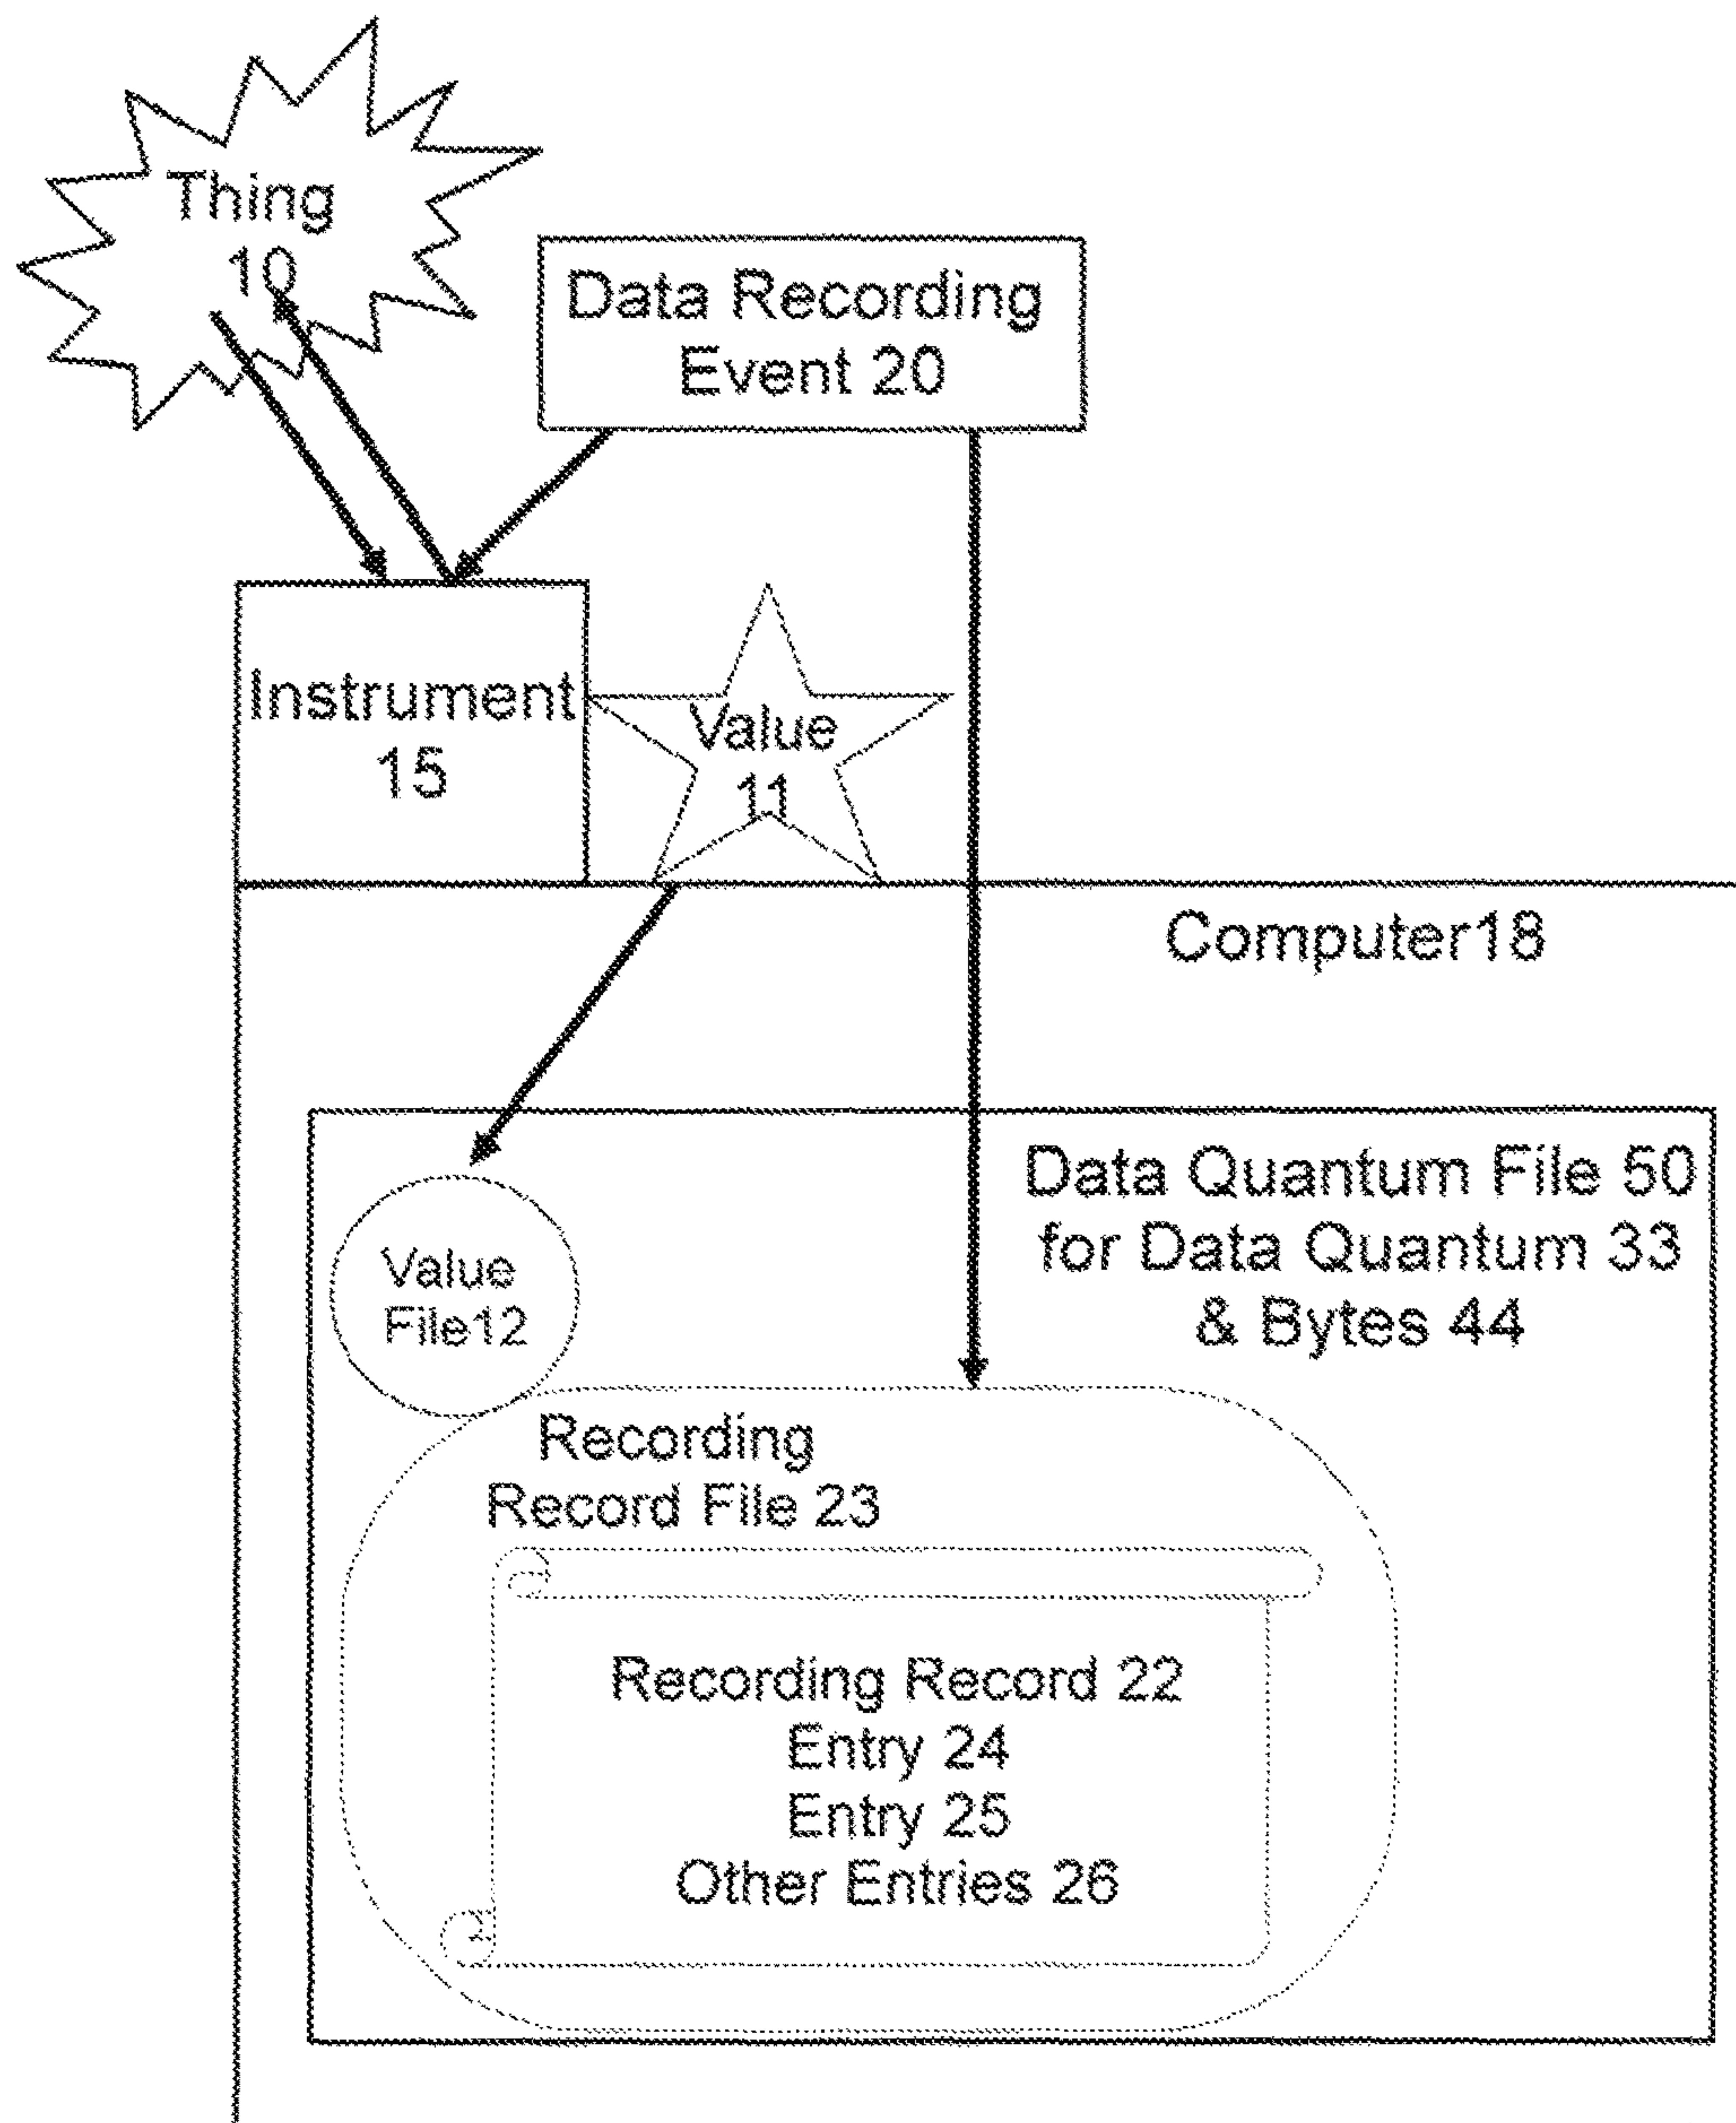 Thing
10
Data Recording
Event 20
Instrument
15
Value
11
Computer18
Data Quantum File 50
for Data Quantum 33
& Bytes 44
Value
File12
Recording
Record File 23
Recording Record 22
Entry 24
Entry 25
Other Entries 26